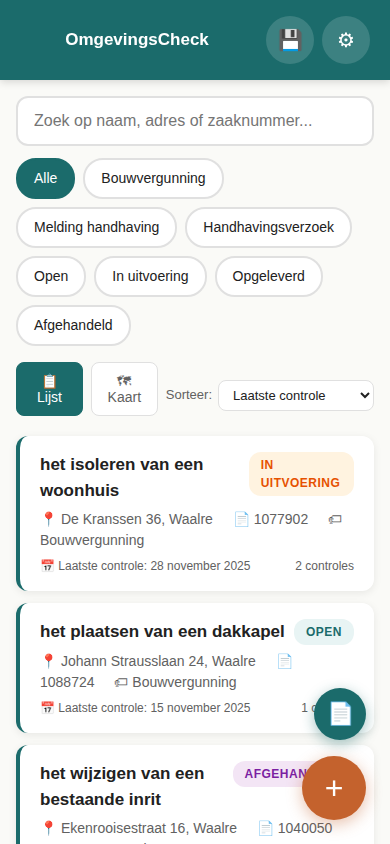 OmgevingsCheck
Zoek op naam, adres of zaaknummer...
Alle
Bouwvergunning
Melding handhaving
Handhavingsverzoek
Open
In uitvoering
Opgeleverd
Afgehandeld
Lijst
Kaart
Sorteer:
Laatste controle
het isoleren van een
woonhuis
IN
UITVOERING
De Kranssen 36, Waalre 1077902
Bouwvergunning
Laatste controle: 28 november 2025 2 controles
het plaatsen van een dakkapel OPEN
Johann Strausslaan 24, Waalre
1088724 Bouwvergunning
Laatste controle: 15 november 2025 1
het wijzigen van een
bestaande inrit
Ekenrooisestraat 16, Waalre 1040050